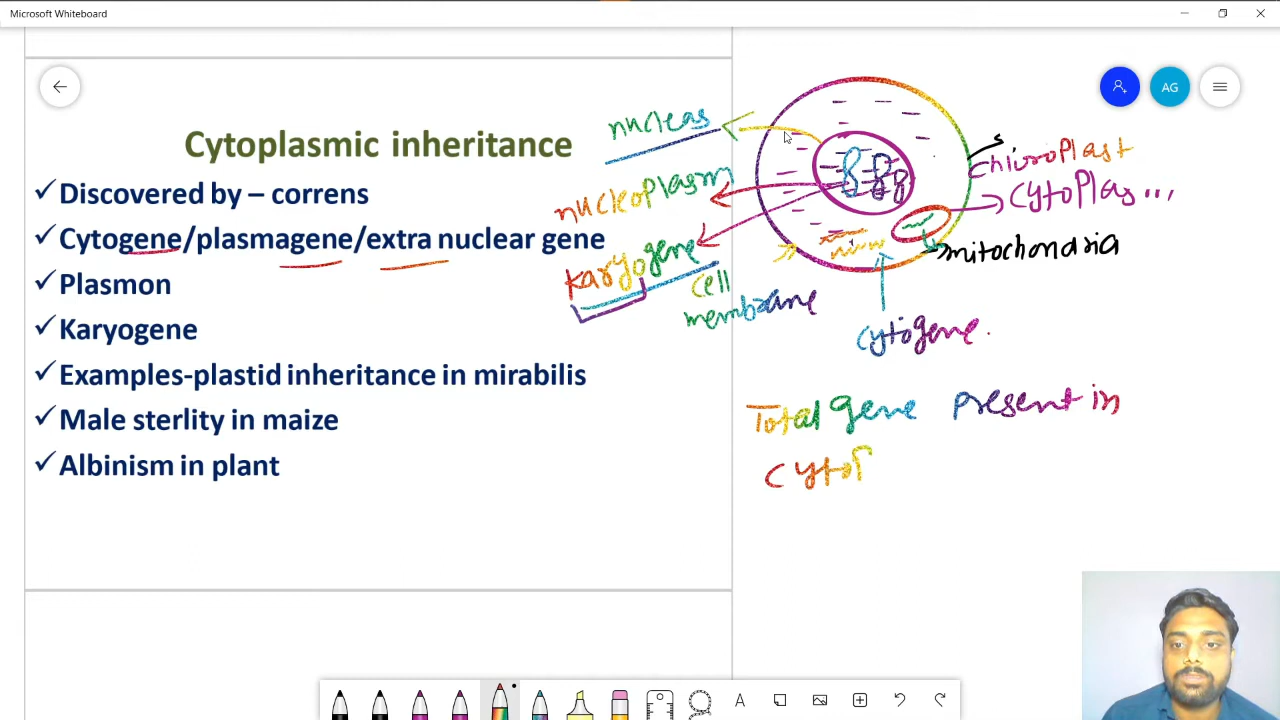 Microsoft Whiteboard
AG
Cytoplasmic inheritance
✓Discovered by – correns
✓Cytogene/plasmagene/extra nuclear gene
✓Plasmon
✓Karyogene
✓Examples-plastid inheritance in mirabilis
✓Male sterlity in maize
✓Albinism in plant
nucleas
nucleoplasm
karyogene
cell
membrane
chloroplast
cytoplas...
mitochondria
cytogene.
Total gene present in
cytop
A